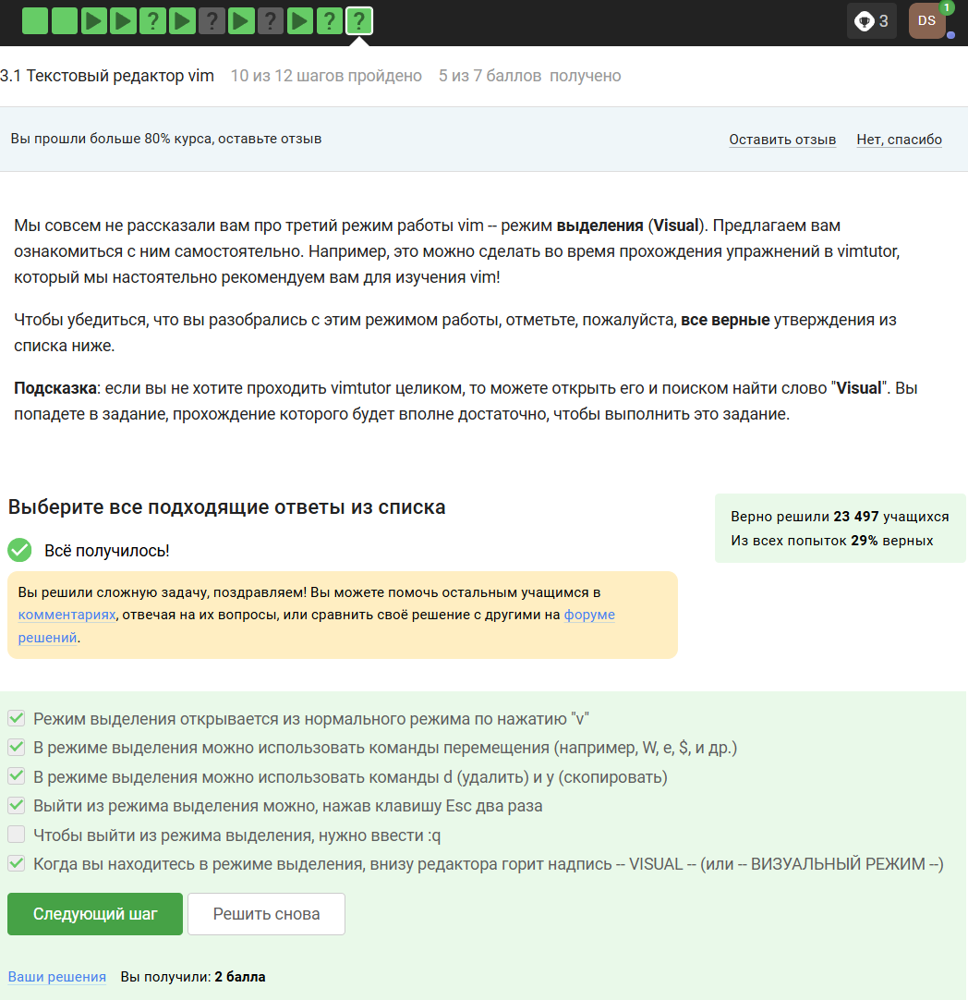 ? ? ? ?
3
DS
1
3.1 Текстовый редактор vim 10 из 12 шагов пройдено 5 из 7 баллов получено
Вы прошли больше 80% курса, оставьте отзыв Оставить отзыв Нет, спасибо
Мы совсем не рассказали вам про третий режим работы vim -- режим выделения (Visual). Предлагаем вам
ознакомиться с ним самостоятельно. Например, это можно сделать во время прохождения упражнений в vimtutor,
который мы настоятельно рекомендуем вам для изучения vim!
Чтобы убедиться, что вы разобрались с этим режимом работы, отметьте, пожалуйста, все верные утверждения из
списка ниже.
Подсказка: если вы не хотите проходить vimtutor целиком, то можете открыть его и поиском найти слово "Visual". Вы
попадете в задание, прохождение которого будет вполне достаточно, чтобы выполнить это задание.
Выберите все подходящие ответы из списка
Верно решили 23 497 учащихся
Из всех попыток 29% верных
Всё получилось!
Вы решили сложную задачу, поздравляем! Вы можете помочь остальным учащимся в
комментариях, отвечая на их вопросы, или сравнить своё решение с другими на форуме
решений.
Режим выделения открывается из нормального режима по нажатию "v"
В режиме выделения можно использовать команды перемещения (например, W, e, $, и др.)
В режиме выделения можно использовать команды d (удалить) и y (скопировать)
Выйти из режима выделения можно, нажав клавишу Esc два раза
Чтобы выйти из режима выделения, нужно ввести :q
Когда вы находитесь в режиме выделения, внизу редактора горит надпись -- VISUAL -- (или -- ВИЗУАЛЬНЫЙ РЕЖИМ --)
Следующий шаг Решить снова
Ваши решения Вы получили: 2 балла